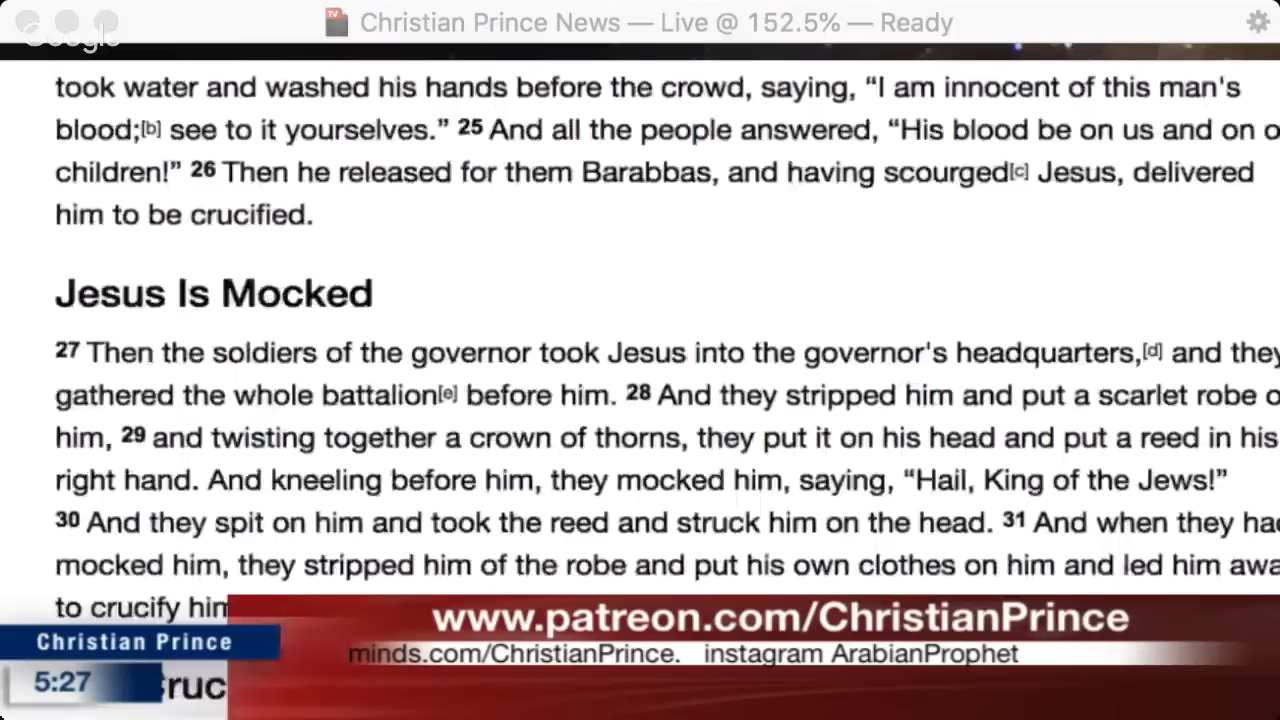 Christian Prince News — Live @ 152.5% — Ready
Google
took water and washed his hands before the crowd, saying, “I am innocent of this man's
blood;[b] see to it yourselves.” 25 And all the people answered, “His blood be on us and on o
children!” 26 Then he released for them Barabbas, and having scourged[c] Jesus, delivered
him to be crucified.
Jesus Is Mocked
27 Then the soldiers of the governor took Jesus into the governor's headquarters,[d] and they
gathered the whole battalion[e] before him. 28 And they stripped him and put a scarlet robe o
him, 29 and twisting together a crown of thorns, they put it on his head and put a reed in his
right hand. And kneeling before him, they mocked him, saying, “Hail, King of the Jews!”
30 And they spit on him and took the reed and struck him on the head. 31 And when they had
mocked him, they stripped him of the robe and put his own clothes on him and led him awa
to crucify him
www.patreon.com/ChristianPrince
Christian Prince
minds.com/ChristianPrince. instagram ArabianProphet
5:27
ruc